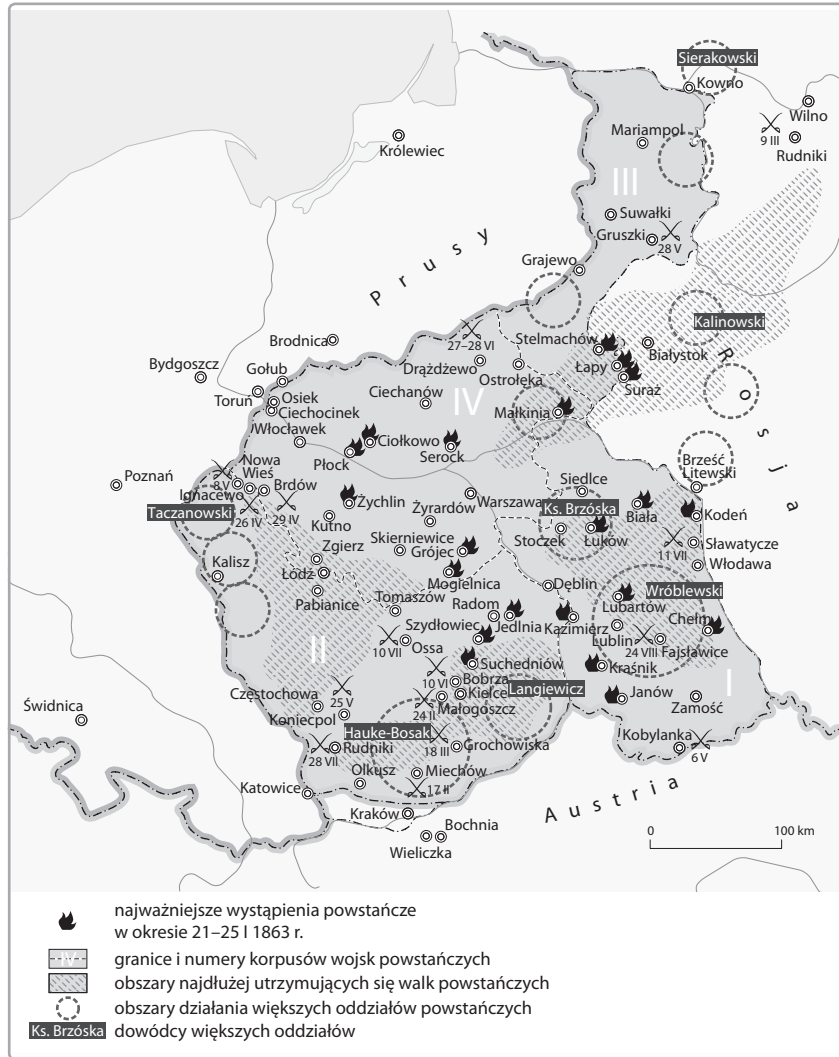 Sierakowski
Kowno
Wilno
9 III
Rudniki
Królewiec
Mariampol
III
Suwałki
Gruszki
28 V
Prusy
Grajewo
Kalinowski
Stelmachów
Białystok
27–28 VI
Brodnica
Drążdżewo
Ostrołęka
Łapy
Suraż
Rosja
Bydgoszcz
Gołub
Toruń
Osiek
Ciechocinek
Ciechanów
IV
Małkinia
Włocławek
Ciołkowo
Płock
Serock
Brześć
Litewski
Poznań
Nowa
Wieś
8 V
Ignacewo
Brdów
Taczanowski
26 IV
29 IV
Żychlin
Kutno
Żyrardów
Warszawa
Siedlce
Ks. Brzóska
Biała
Kodeń
Stoczek
Łuków
Zgierz
Skierniewice
Grójec
Sławatycze
11 VII
Włodawa
Kalisz
Łódź
Mogielnica
Dęblin
Wróblewski
Pabianice
Tomaszów
Radom
Lubartów
Szydłowiec
Jedlnia
Kazimierz
Chełm
Lublin
II
10 VII
Ossa
24 VIII
Fajsławice
Suchedniów
Kraśnik
10 VI
Bobrza
Langiewicz
I
Częstochowa
25 V
Kielce
24 II
Małogoszcz
Janów
Zamość
Świdnica
Koniecpol
Hauke-Bosak
Kobylanka
28 VII
Rudniki
18 III
Grochowiska
6 V
Olkusz
Miechów
Katowice
17 II
Austria
Kraków
Bochnia
Wieliczka
0
100 km
najważniejsze wystąpienia powstańcze
w okresie 21–25 I 1863 r.
IV
granice i numery korpusów wojsk powstańczych
obszary najdłużej utrzymujących się walk powstańczych
obszary działania większych oddziałów powstańczych
Ks. Brzóska dowódcy większych oddziałów